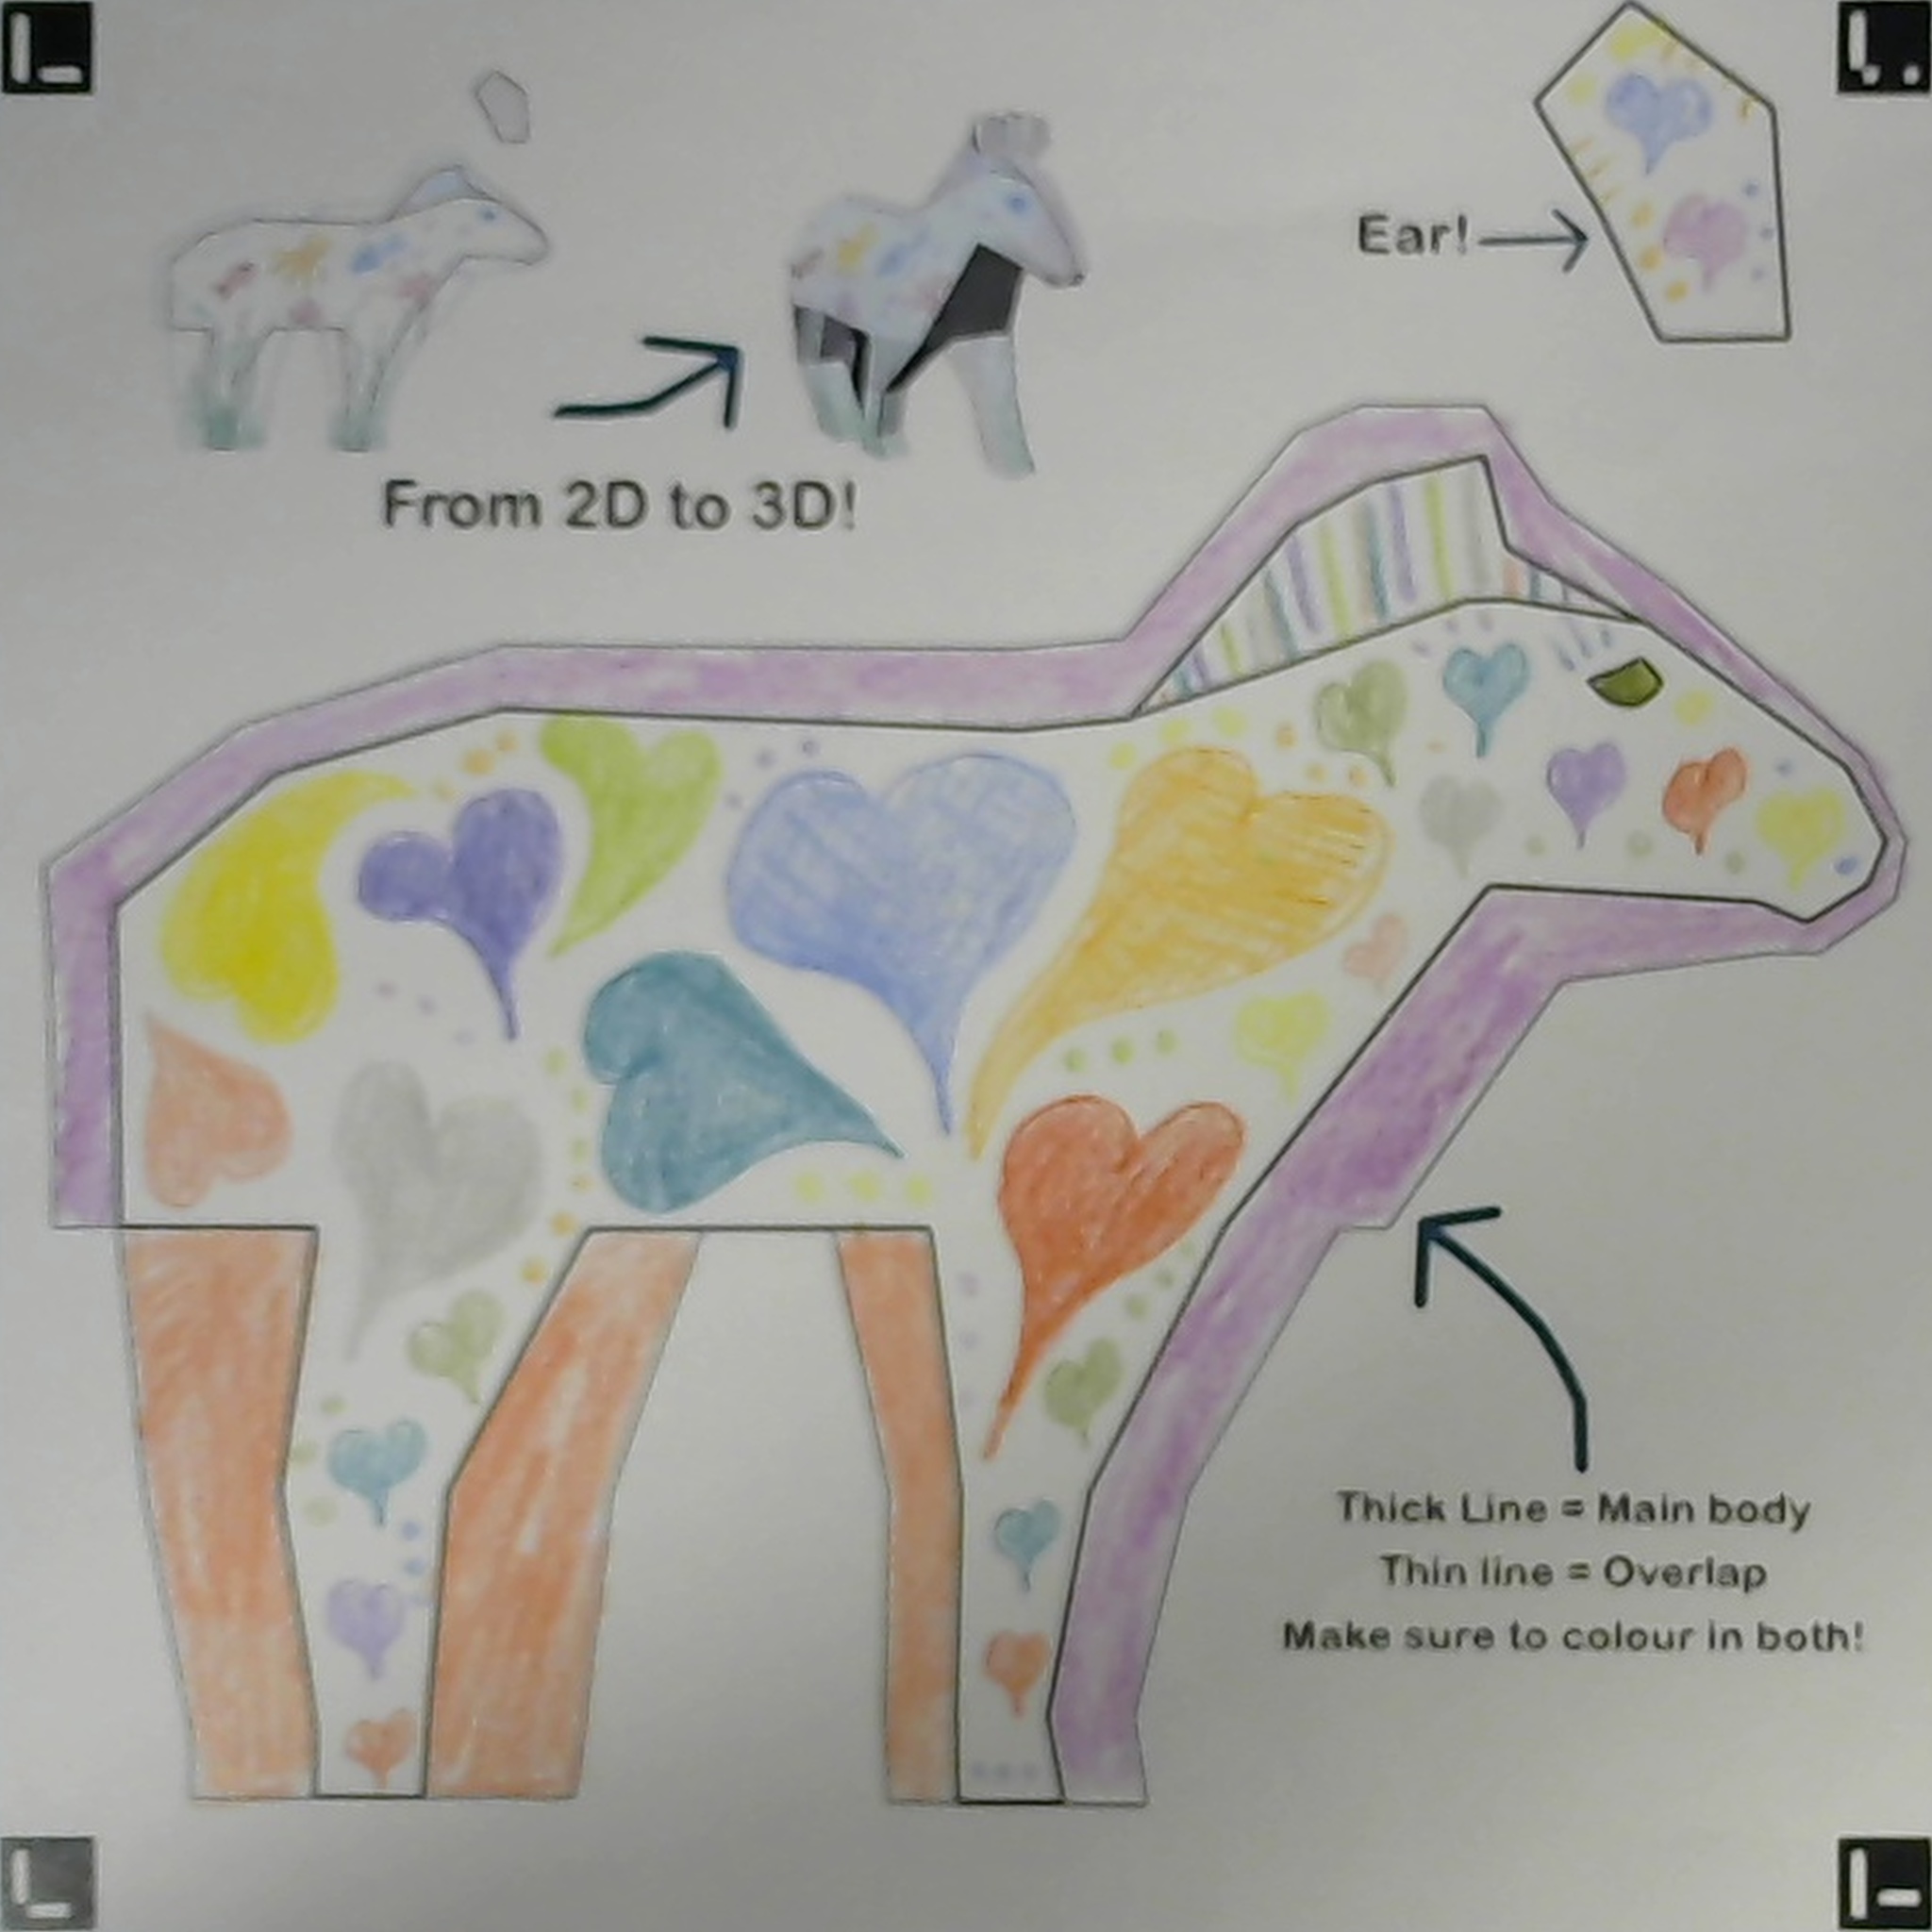 Ear!
From 2D to 3D!
Thick Line = Main body
Thin line = Overlap
Make sure to colour in both!